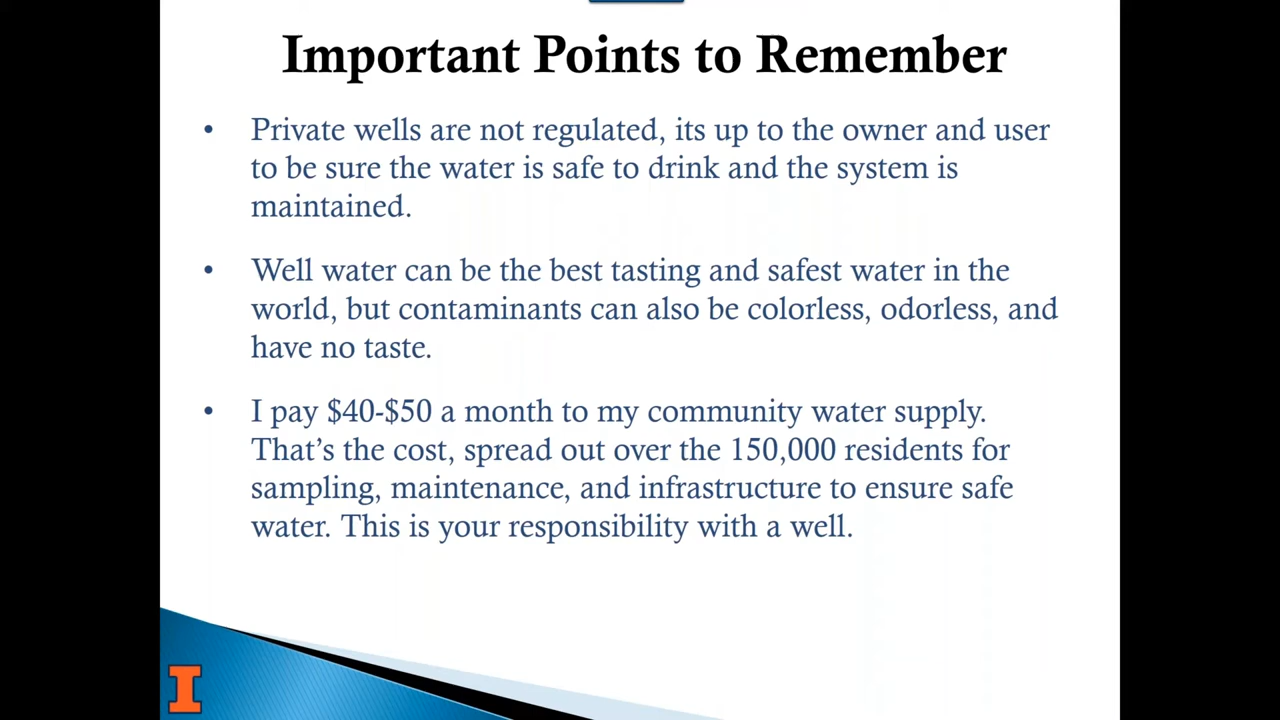 Important Points to Remember
• Private wells are not regulated, its up to the owner and user
to be sure the water is safe to drink and the system is
maintained.
• Well water can be the best tasting and safest water in the
world, but contaminants can also be colorless, odorless, and
have no taste.
• I pay $40-$50 a month to my community water supply.
That’s the cost, spread out over the 150,000 residents for
sampling, maintenance, and infrastructure to ensure safe
water. This is your responsibility with a well.
I